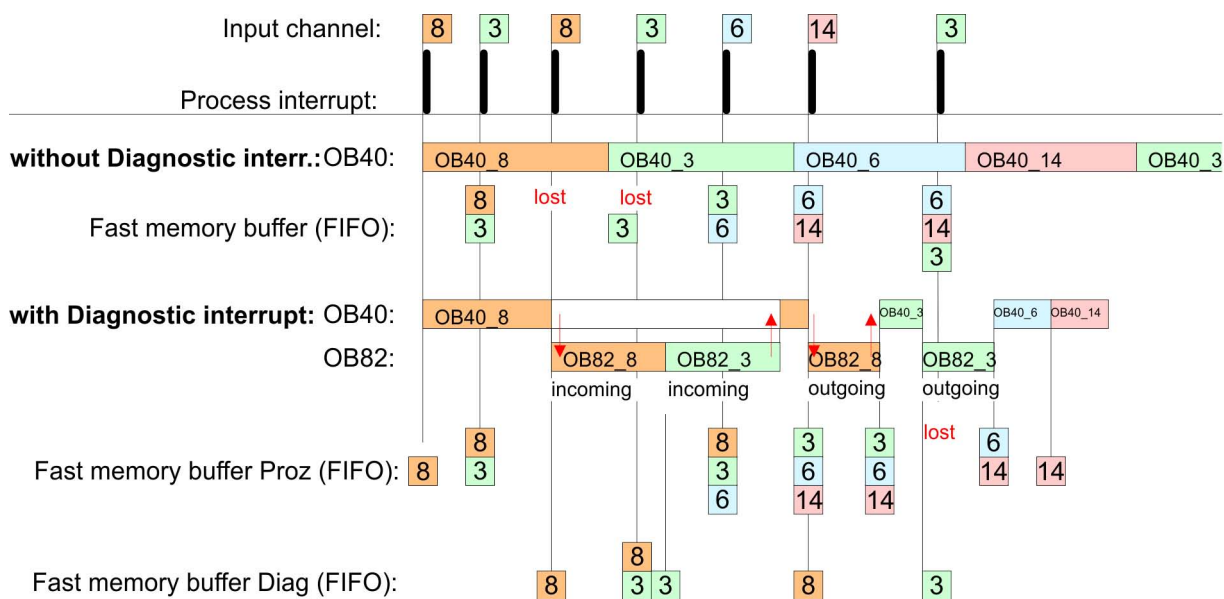 Input channel: 8 3 8 3 6 14 3
Process interrupt:
without Diagnostic interr.: OB40: OB40_8 OB40_3 OB40_6 OB40_14 OB40_3
8 lost lost 3 6 6
Fast memory buffer (FIFO): 3 3 6 14 14
3
with Diagnostic interrupt: OB40: OB40_8 OB40_3 OB40_6 OB40_14
OB82: OB82_8 OB82_3 OB82_8 OB82_3
incoming incoming outgoing outgoing
8 8 3 3 lost 6
Fast memory buffer Proz (FIFO): 8 3 3 6 6 14 14
6 14 14
8
Fast memory buffer Diag (FIFO): 8 3 3 8 3